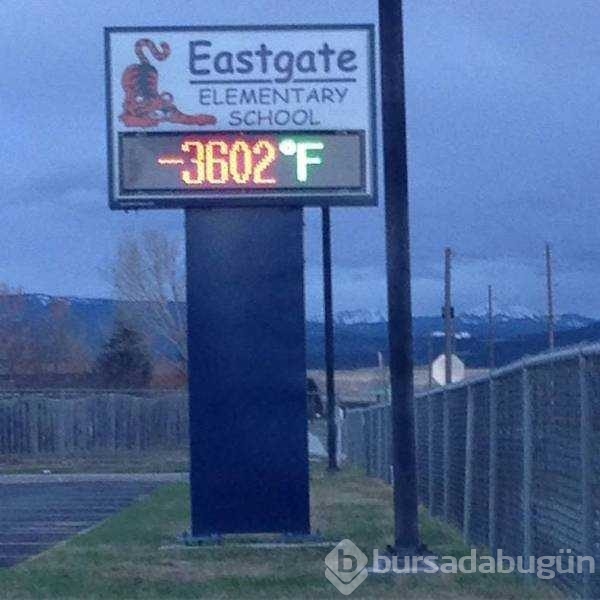 Eastgate
ELEMENTARY
SCHOOL
-3602°F
bursadabugün